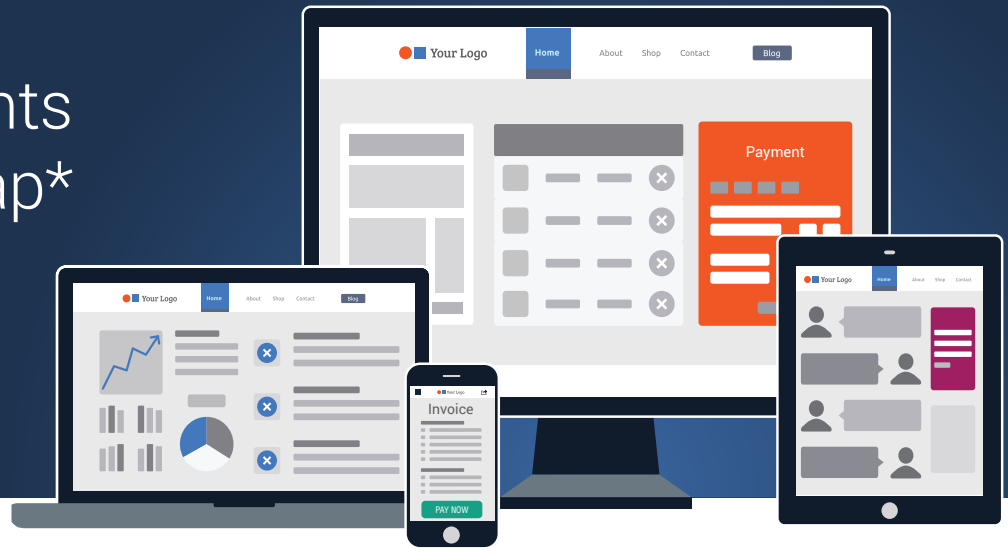 nts
ap*
Your Logo Home About Shop Contact Blog
Payment
Your Logo Home About Shop Contact Blog
Your Logo Home About Shop Contact
Your Logo
Invoice
PAY NOW